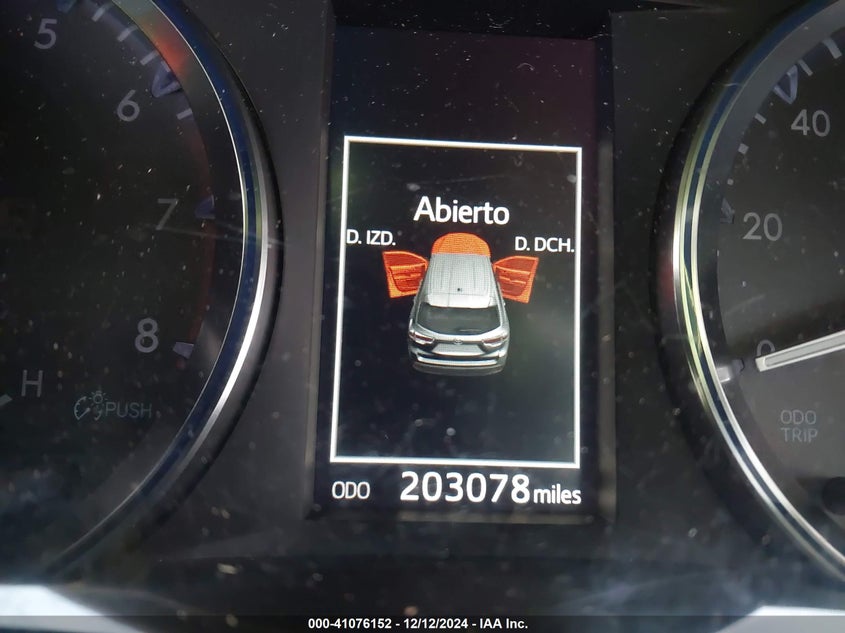 5
6
7
8
H
PUSH
Abierto
D. IZD.
D. DCH.
ODO 203078 miles
40
20
0
ODO
TRIP
000-41076152 - 12/12/2024 - IAA Inc.